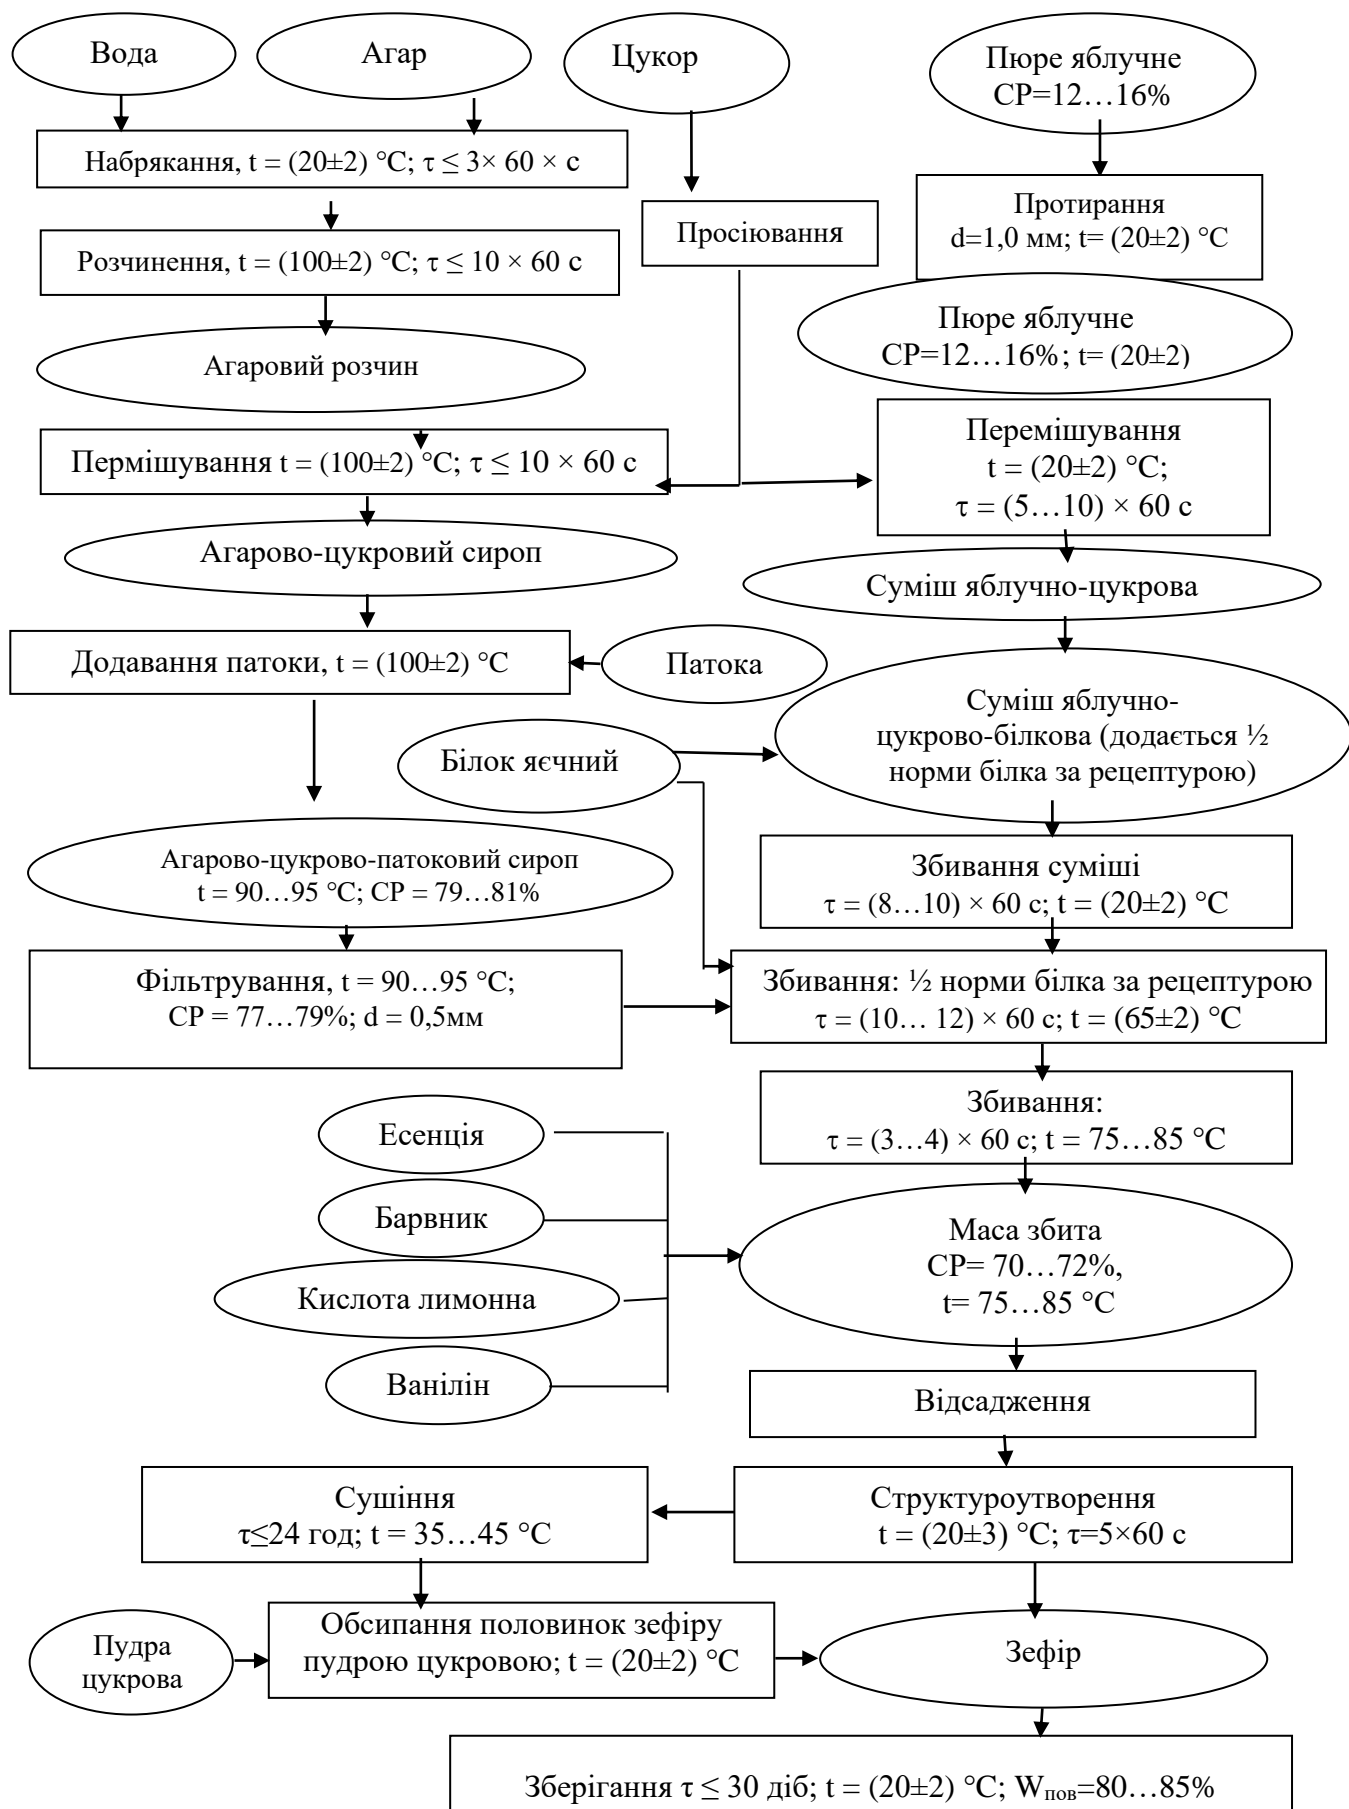 Вода
Агар
Цукор
Пюре яблучне
СР=12…16%
Набрякання, t = (20±2) °С; τ ≤ 3× 60 × с
Протирання
d=1,0 мм; t= (20±2) °С
Просіювання
Розчинення, t = (100±2) °С; τ ≤ 10 × 60 с
Пюре яблучне
СР=12…16%; t= (20±2)
Агаровий розчин
Перемішування
t = (20±2) °С;
τ = (5…10) × 60 с
Пермішування t = (100±2) °С; τ ≤ 10 × 60 с
Агарово-цукровий сироп
Суміш яблучно-цукрова
Додавання патоки, t = (100±2) °С
Патока
Суміш яблучно-
цукрово-білкова (додається ½
норми білка за рецептурою)
Білок яєчний
Агарово-цукрово-патоковий сироп
t = 90…95 °С; СР = 79…81%
Збивання суміші
τ = (8…10) × 60 с; t = (20±2) °С
Фільтрування, t = 90…95 °С;
СР = 77…79%; d = 0,5мм
Збивання: ½ норми білка за рецептурою
τ = (10… 12) × 60 с; t = (65±2) °С
Збивання:
τ = (3…4) × 60 с; t = 75…85 °С
Есенція
Барвник
Кислота лимонна
Ванілін
Маса збита
СР= 70…72%,
t= 75…85 °С
Відсадження
Сушіння
τ≤24 год; t = 35…45 °С
Структуроутворення
t = (20±3) °С; τ=5×60 с
Пудра
цукрова
Обсипання половинок зефіру
пудрою цукровою; t = (20±2) °С
Зефір
Зберігання τ ≤ 30 діб; t = (20±2) °С; Wпов=80…85%